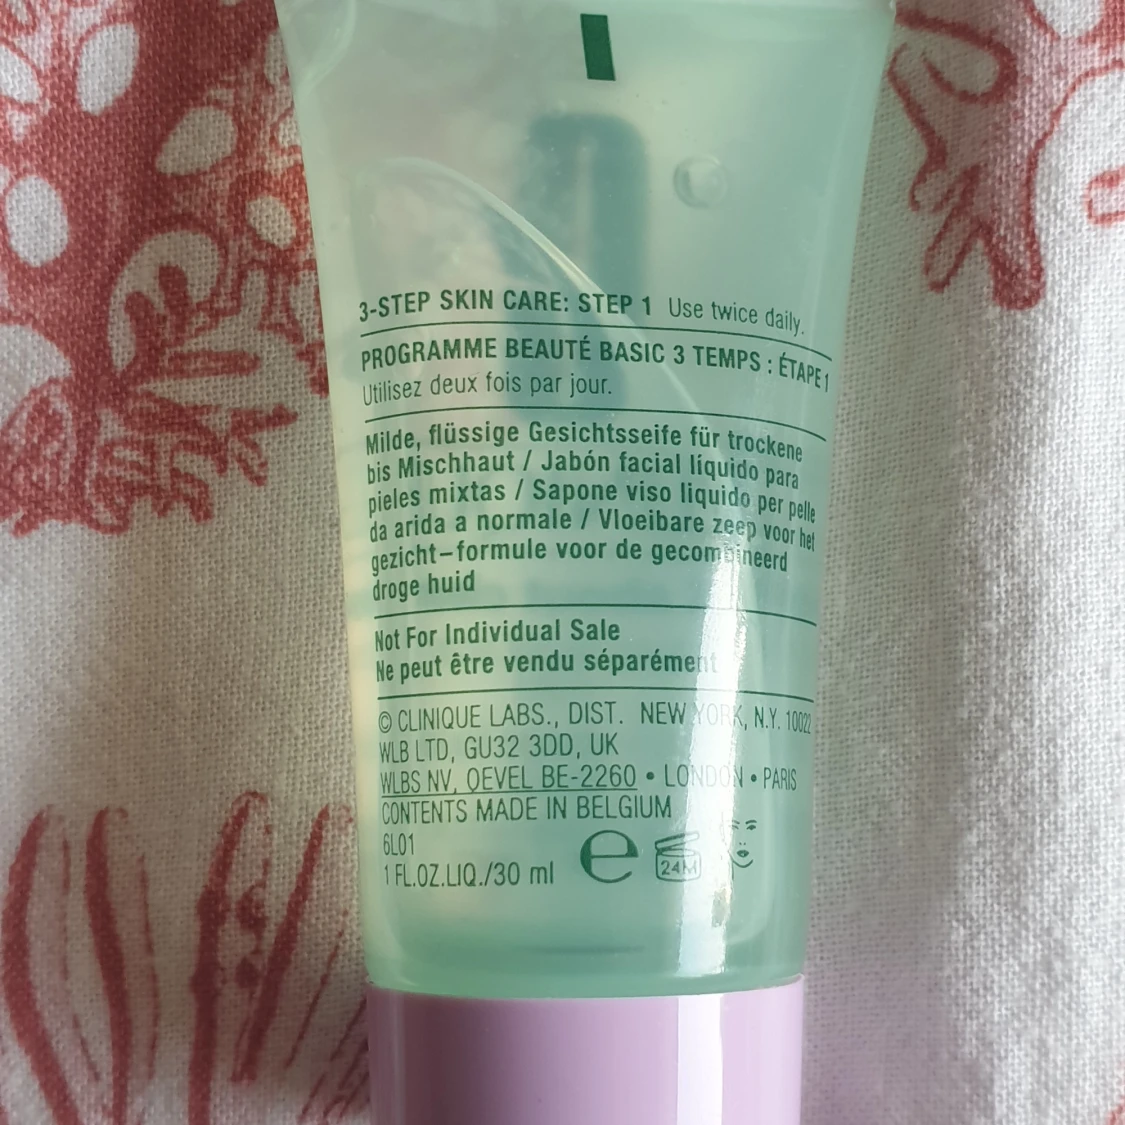 3-STEP SKIN CARE: STEP 1 Use twice daily.
PROGRAMME BEAUTÉ BASIC 3 TEMPS : ÉTAPE 1
Utilisez deux fois par jour.
Milde, flüssige Gesichtsseife für trockene
bis Mischhaut / Jabón facial líquido para
pieles mixtas / Sapone viso liquido per pelle
da arida a normale / Vloeibare zeep voor het
gezicht–formule voor de gecombineerd
droge huid
Not For Individual Sale
Ne peut être vendu séparément
© CLINIQUE LABS., DIST. NEW YORK, N.Y. 10022
WLB LTD, GU32 3DD, UK
WLBS NV, OEVEL BE-2260 • LONDON • PARIS
CONTENTS MADE IN BELGIUM
6L01
1 FL.OZ.LIQ./30 ml e 24M